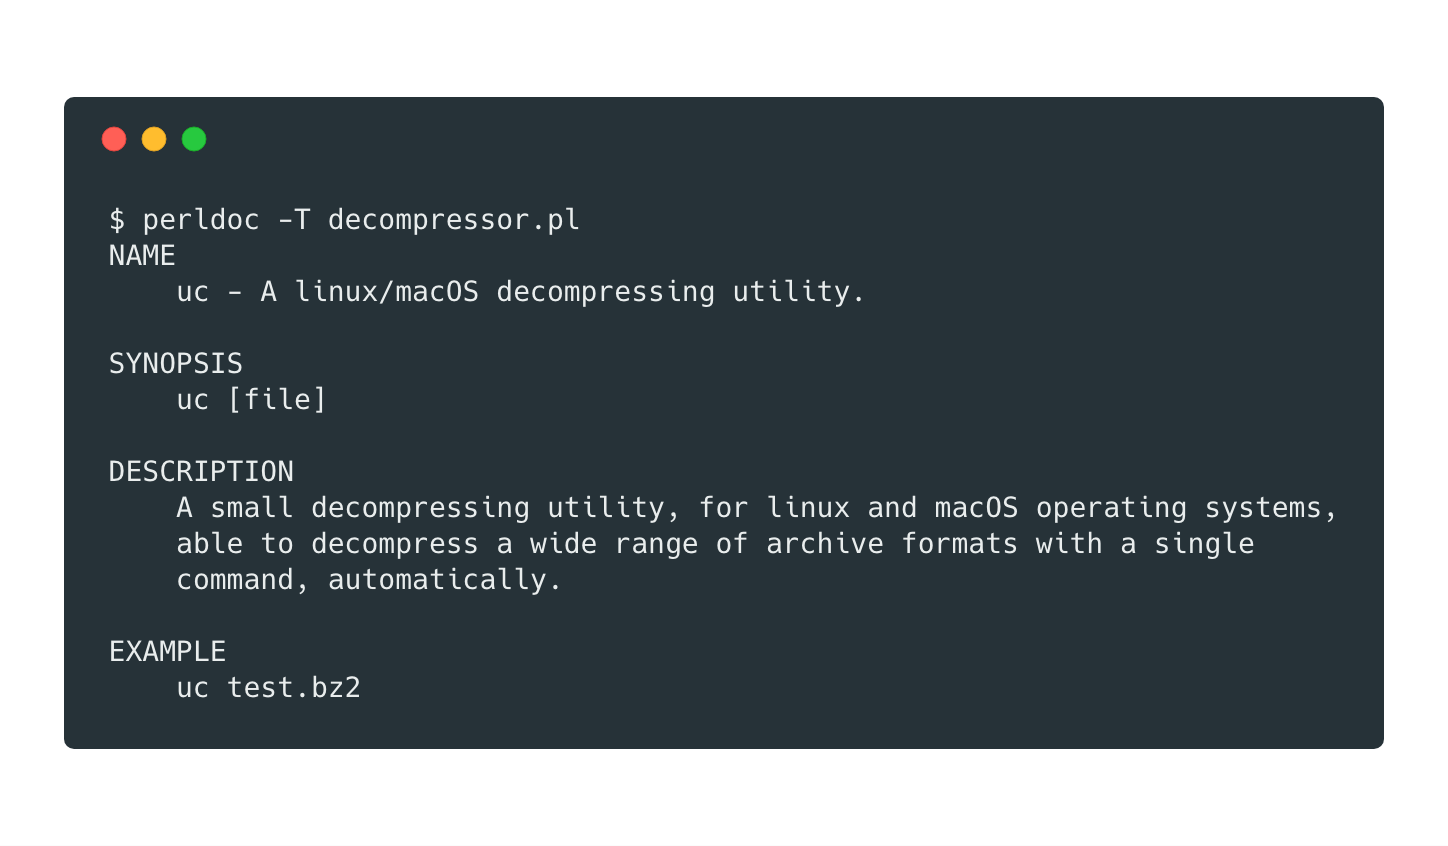 $ perldoc -T decompressor.pl
NAME
    uc - A linux/macOS decompressing utility.

SYNOPSIS
    uc [file]

DESCRIPTION
    A small decompressing utility, for linux and macOS operating systems,
    able to decompress a wide range of archive formats with a single
    command, automatically.

EXAMPLE
    uc test.bz2